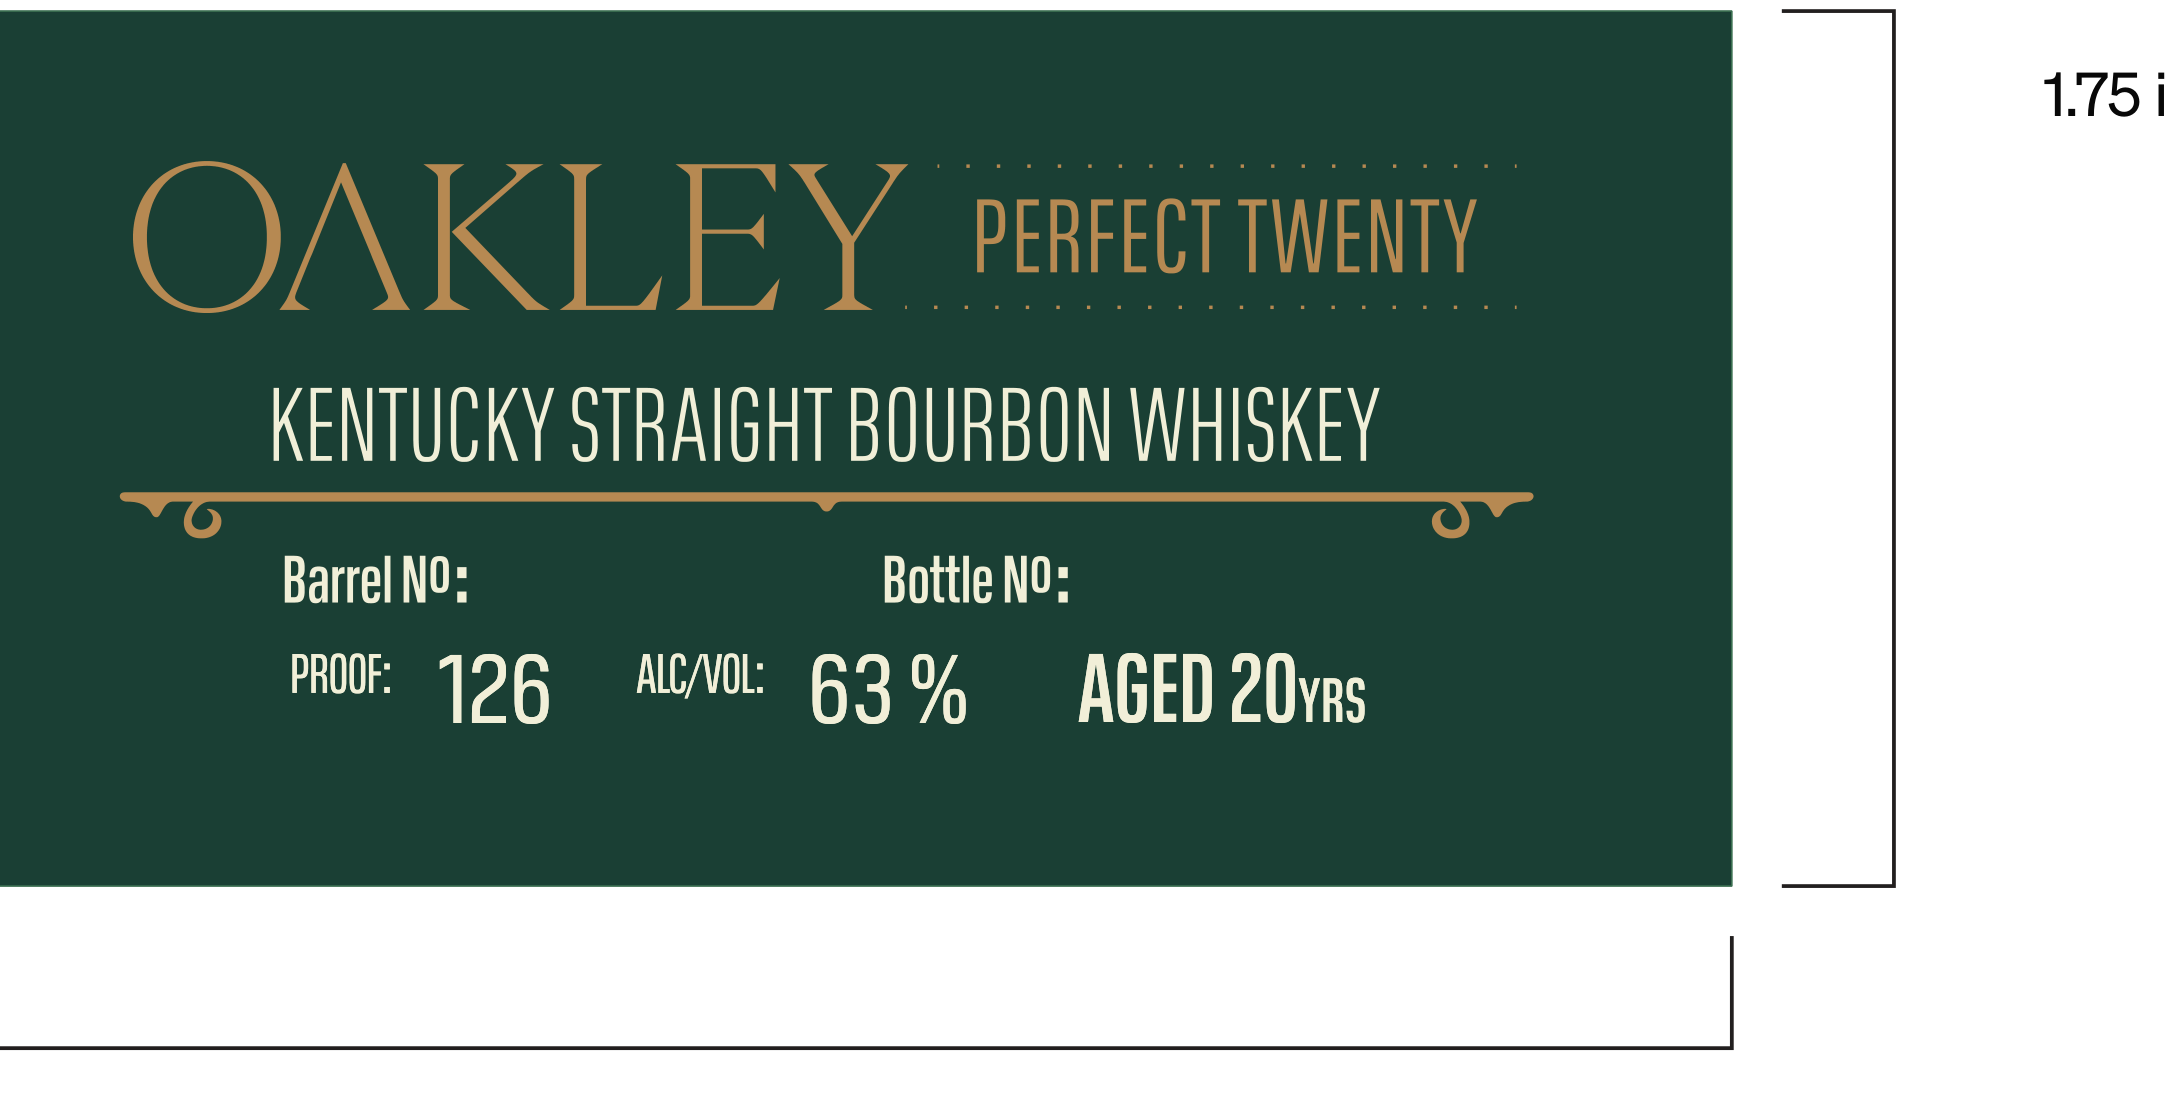 1.75 i
OAKLEY PERFECT TWENTY
KENTUCKY STRAIGHT BOURBON WHISKEY
Barrel Nº: Bottle Nº:
PROOF: 126 ALC/VOL: 63 % AGED 20YRS